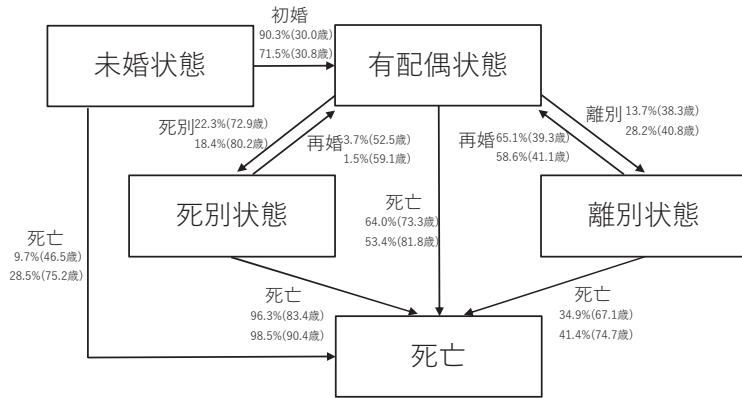 初婚
90.3%(30.0歳)
71.5%(30.8歳)
未婚状態
有配偶状態
死別 22.3%(72.9歳)
18.4%(80.2歳)
再婚 3.7%(52.5歳)
1.5%(59.1歳)
再婚 65.1%(39.3歳)
58.6%(41.1歳)
離別 13.7%(38.3歳)
28.2%(40.8歳)
死別状態
離別状態
死亡
64.0%(73.3歳)
53.4%(81.8歳)
死亡
9.7%(46.5歳)
28.5%(75.2歳)
死亡
96.3%(83.4歳)
98.5%(90.4歳)
死亡
34.9%(67.1歳)
41.4%(74.7歳)
死亡